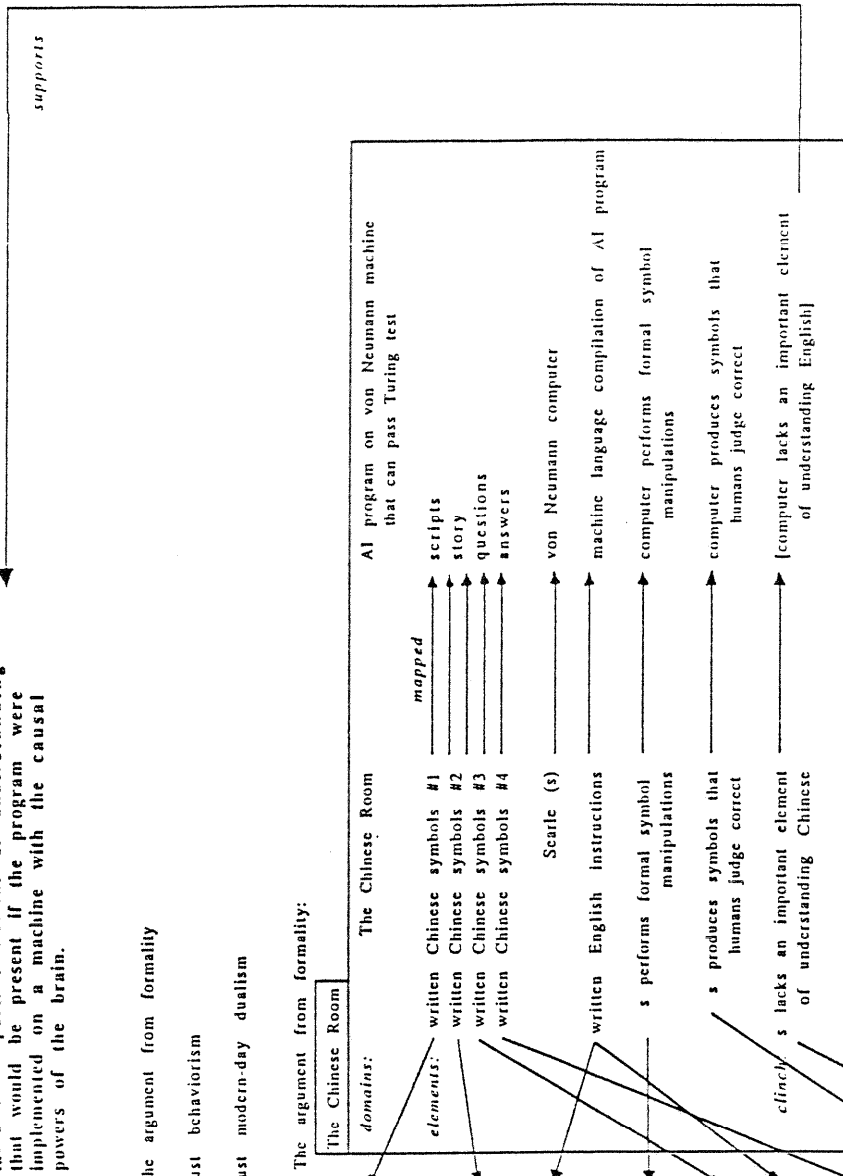 supports
that would be present if the program were
implemented on a machine with the causal
powers of the brain.
he argument from formality
ust behaviorism
ust modern-day dualism
The argument from formality:
The Chinese Room
domains:
The Chinese Room
AI program on von Neumann machine
that can pass Turing test
mapped
elements:
written Chinese symbols #1
scripts
written Chinese symbols #2
story
written Chinese symbols #3
questions
written Chinese symbols #4
answers
Searle (s)
von Neumann computer
written English instructions
machine language compilation of AI program
s performs formal symbol
manipulations
computer performs formal symbol
manipulations
s produces symbols that
humans judge correct
computer produces symbols that
humans judge correct
clinch:
s lacks an important element
of understanding Chinese
[computer lacks an important element
of understanding English]